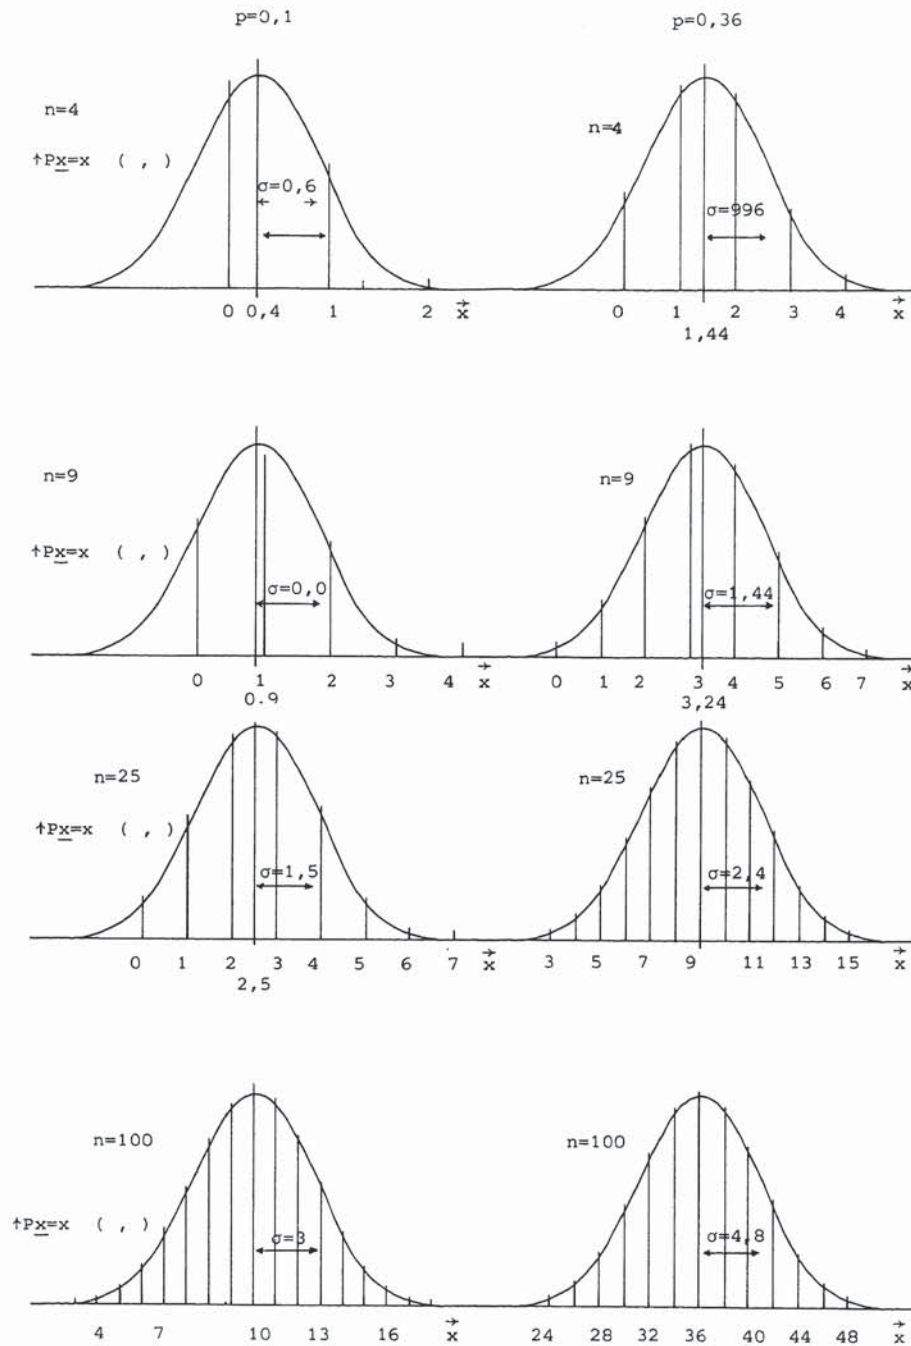 p=0,1 p=0,36
n=4 n=4
↑Px=x ( , )
σ=0,6 σ=996
0 0,4 1 2 x 0 1 2 3 4 x
1,44
n=9 n=9
↑Px=x ( , )
σ=0,0 σ=1,44
0 1 2 3 4 x 0 1 2 3 4 5 6 7 x
0.9 3,24
n=25 n=25
↑Px=x ( , )
σ=1,5 σ=2,4
0 1 2 3 4 5 6 7 x 3 5 7 9 11 13 15 x
2,5
n=100 n=100
↑Px=x ( , )
σ=3 σ=4,8
4 7 10 13 16 x 24 28 32 36 40 44 48 x